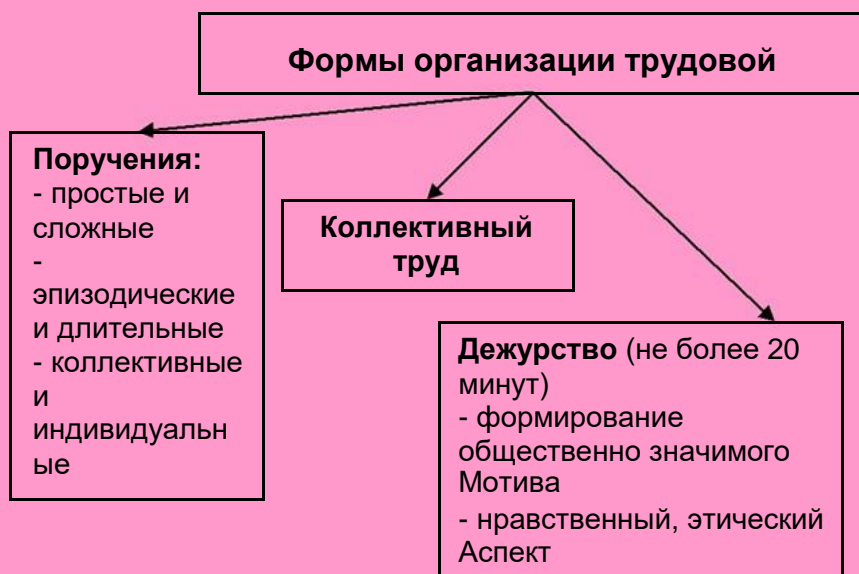 Формы организации трудовой
Поручения:
- простые и
сложные
-
эпизодические
и длительные
- коллективные
и
индивидуальн
ые
Коллективный
труд
Дежурство (не более 20
минут)
- формирование
общественно значимого
Мотива
- нравственный, этический
Аспект